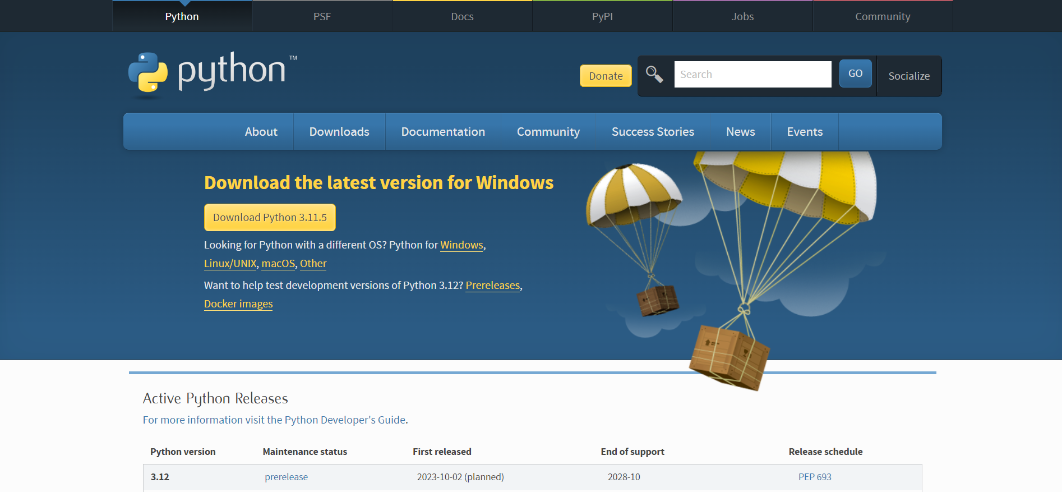 Python PSF Docs PyPI Jobs Community
python™
Donate Search GO Socialize
About Downloads Documentation Community Success Stories News Events
Download the latest version for Windows
Download Python 3.11.5
Looking for Python with a different OS? Python for Windows,
Linux/UNIX, macOS, Other
Want to help test development versions of Python 3.12? Prereleases,
Docker images
Active Python Releases
For more information visit the Python Developer's Guide.
Python version Maintenance status First released End of support Release schedule
3.12 prerelease 2023-10-02 (planned) 2028-10 PEP 693